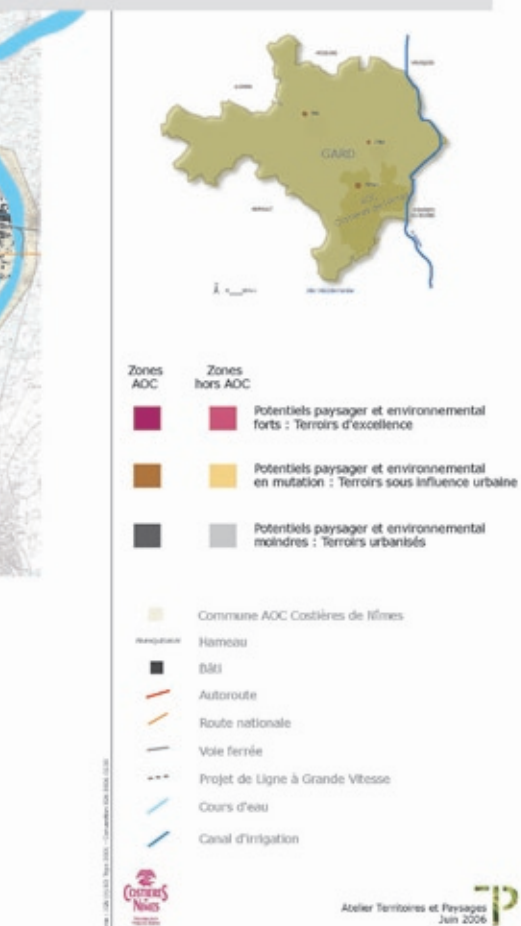 GARD
Zones
AOC
Zones
hors AOC
Potentiels paysager et environnemental
forts : Terroirs d'excellence
Potentiels paysager et environnemental
en mutation : Terroirs sous influence urbaine
Potentiels paysager et environnemental
moindres : Terroirs urbanisés
Commune AOC Costières de Nîmes
Hameau
Bâti
Autoroute
Route nationale
Voie ferrée
Projet de Ligne à Grande Vitesse
Cours d'eau
Canal d'irrigation
COSTIÈRES
NÎMES
Atelier Territoires et Paysages
Juin 2006